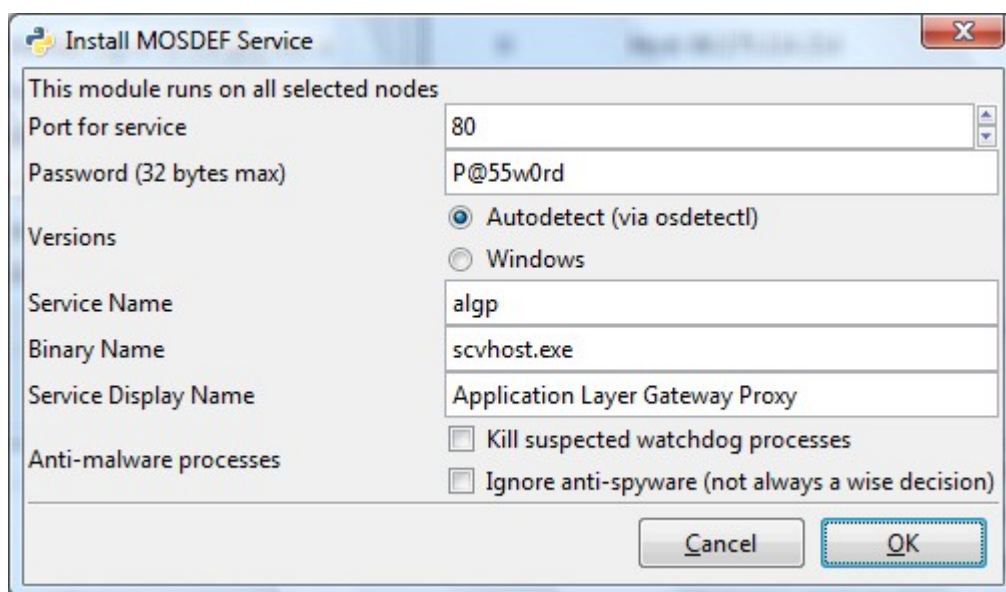 Install MOSDEF Service
This module runs on all selected nodes
Port for service 80
Password (32 bytes max) P@55w0rd
Versions
Autodetect (via osdetectl)
Windows
Service Name algp
Binary Name scvhost.exe
Service Display Name Application Layer Gateway Proxy
Anti-malware processes
Kill suspected watchdog processes
Ignore anti-spyware (not always a wise decision)
Cancel OK